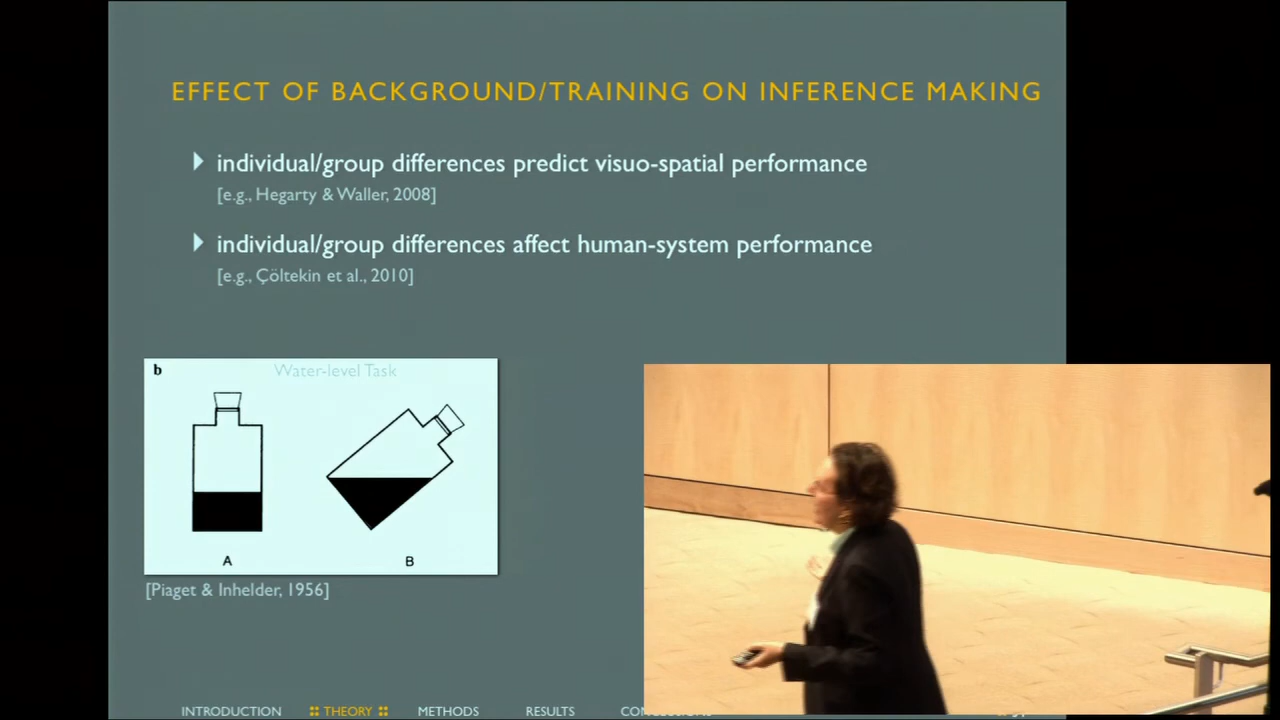 EFFECT OF BACKGROUND/TRAINING ON INFERENCE MAKING
individual/group differences predict visuo-spatial performance
[e.g., Hegarty & Waller, 2008]
individual/group differences affect human-system performance
[e.g., Çöltekin et al., 2010]
b Water-level Task
A B
[Piaget & Inhelder, 1956]
INTRODUCTION THEORY METHODS RESULTS